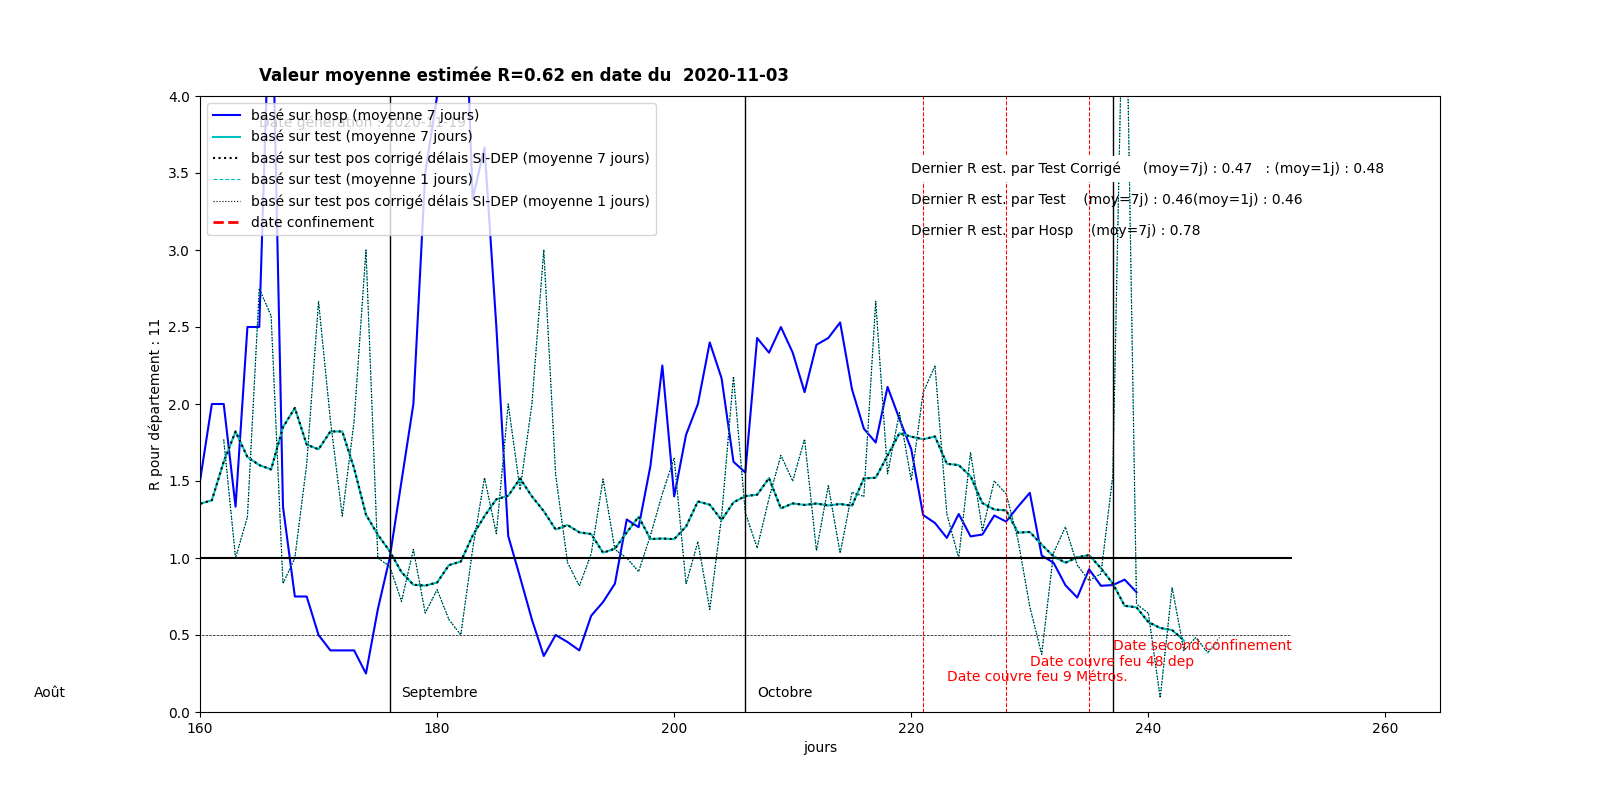 Valeur moyenne estimée R=0.62 en date du  2020-11-03
4.0
3.5
3.0
2.5
2.0
1.5
1.0
0.5
0.0
R pour département : 11
basé sur hosp (moyenne 7 jours)
Date génération : 2020-11-19
basé sur test (moyenne 7 jours)
basé sur test pos corrigé délais SI-DEP (moyenne 7 jours)
basé sur test (moyenne 1 jours)
basé sur test pos corrigé délais SI-DEP (moyenne 1 jours)
date confinement
Dernier R est. par Test Corrigé     (moy=7j) : 0.47   : (moy=1j) : 0.48
Dernier R est. par Test    (moy=7j) : 0.46(moy=1j) : 0.46
Dernier R est. par Hosp    (moy=7j) : 0.78
Date second confinement
Date couvre feu 48 dep
Date couvre feu 9 Métros.
Août
Septembre
Octobre
160
180
200
220
240
260
jours